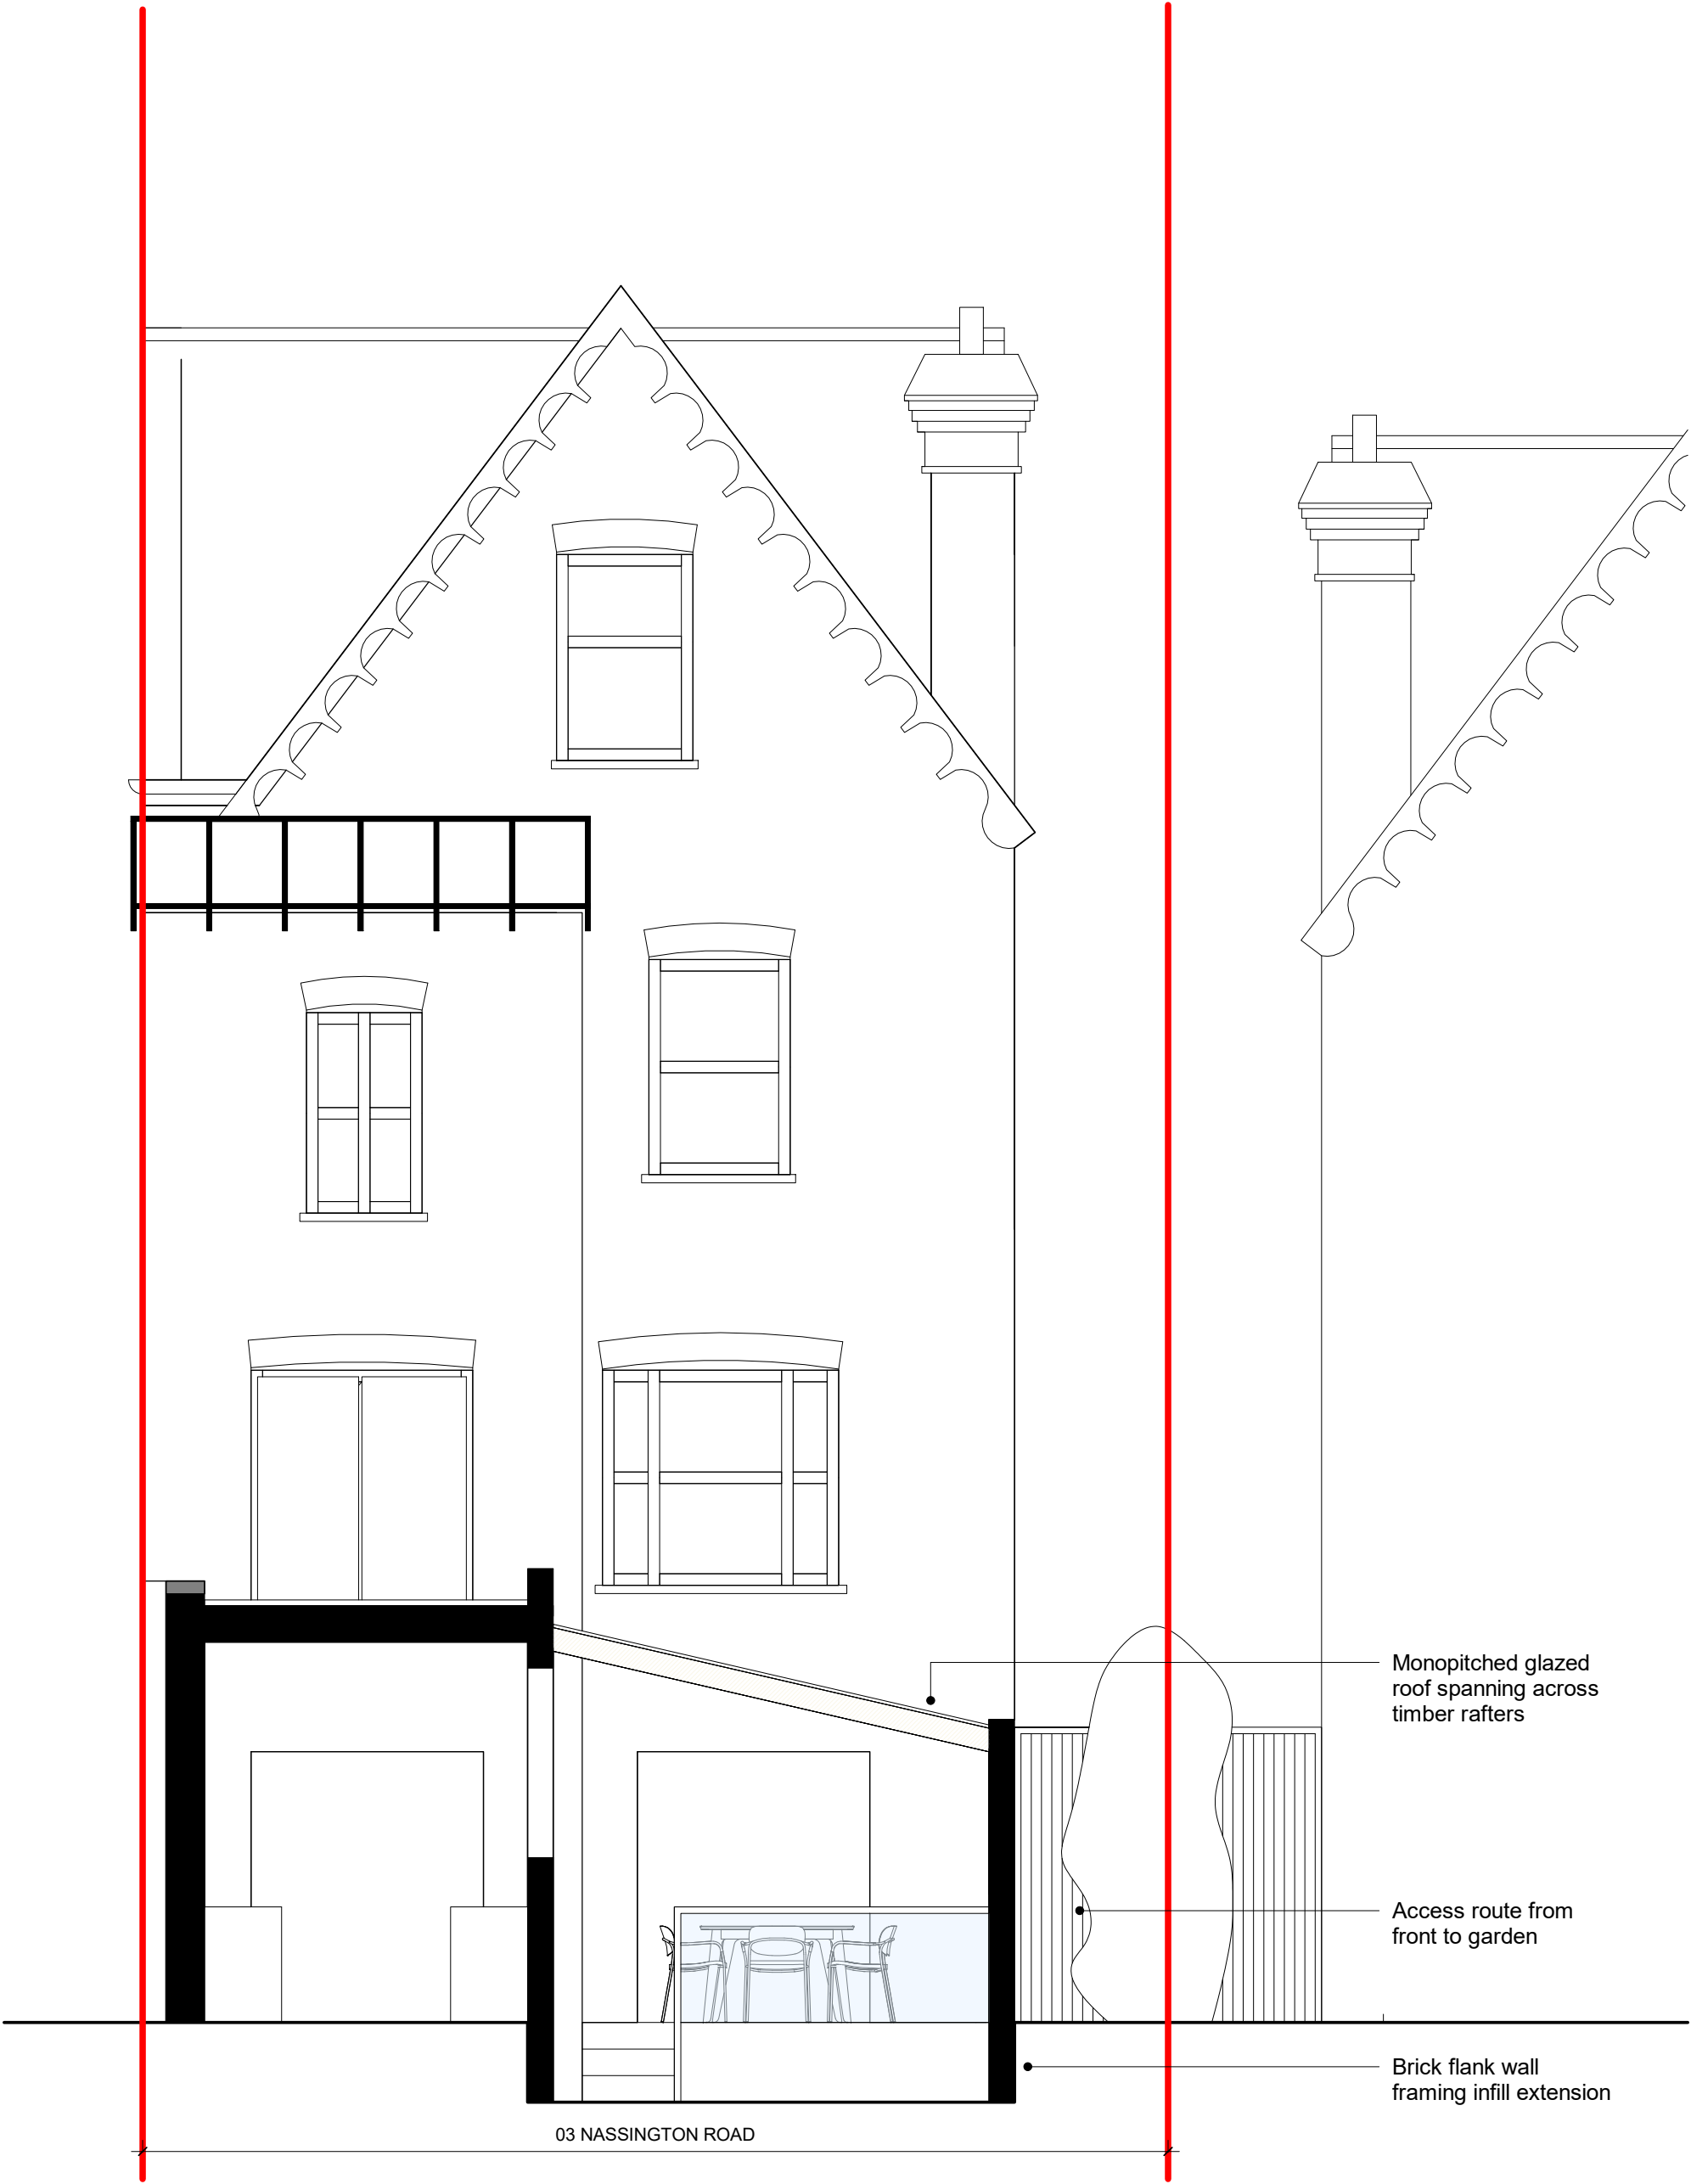 Monopitched glazed
roof spanning across
timber rafters
Access route from
front to garden
Brick flank wall
framing infill extension
03 NASSINGTON ROAD